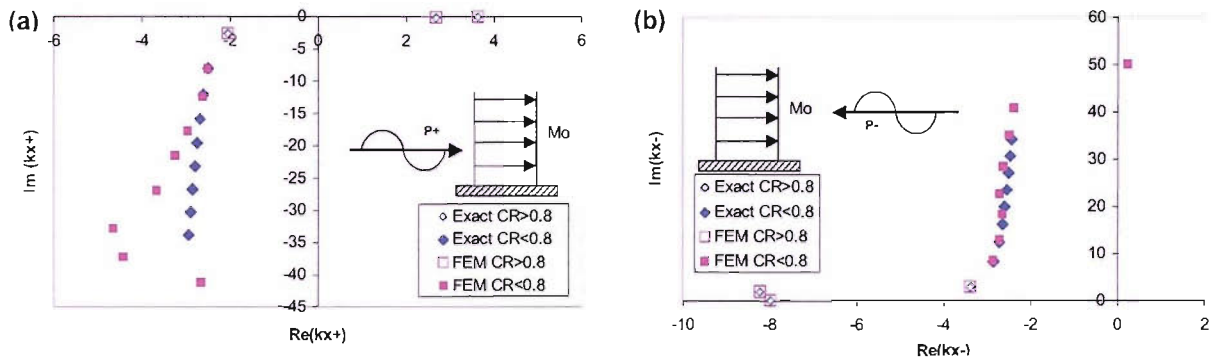 (a)
-6
-4
-2
0
2
4
6
0
-5
-10
-15
-20
-25
-30
-35
-40
-45
Im (kx+)
Re(kx+)
P+
Mo
Exact CR>0.8
Exact CR<0.8
FEM CR>0.8
FEM CR<0.8
(b)
60
50
40
30
20
10
0
Im(kx-)
-10
-8
-6
-4
-2
0
2
Re(kx-)
Mo
P-
Exact CR>0.8
Exact CR<0.8
FEM CR>0.8
FEM CR<0.8